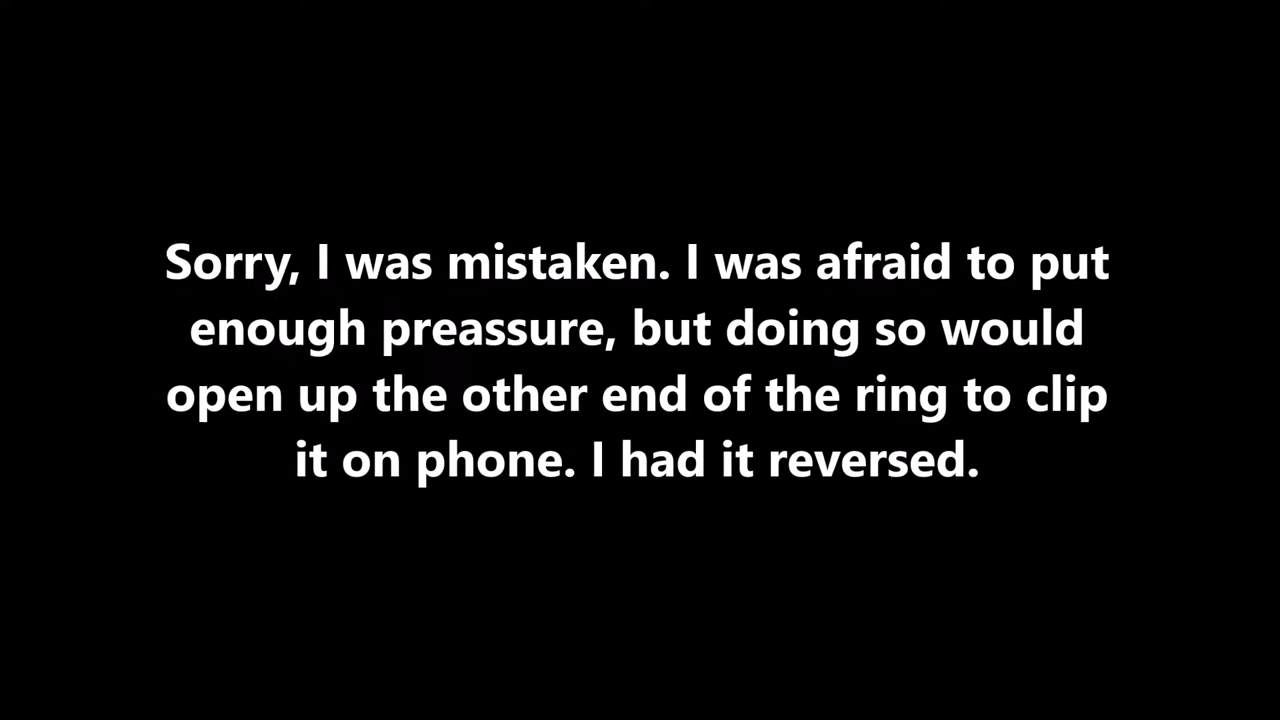 Sorry, I was mistaken. I was afraid to put
enough preassure, but doing so would
open up the other end of the ring to clip
it on phone. I had it reversed.